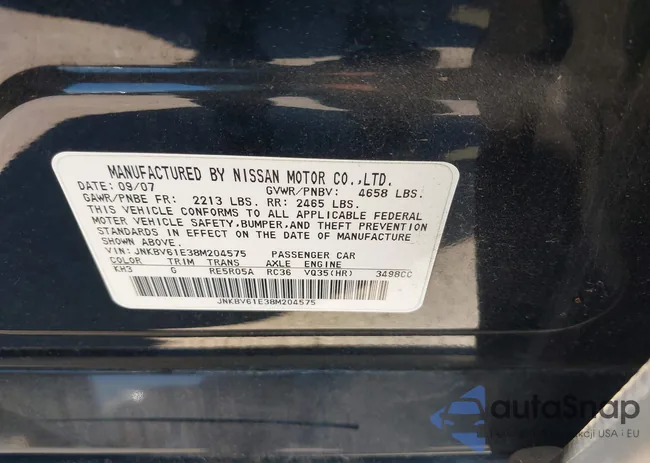 MANUFACTURED BY NISSAN MOTOR CO.,LTD.
DATE: 09/07 GVWR/PNBV: 4658 LBS.
GAWR/PNBE FR: 2213 LBS. RR: 2465 LBS.
THIS VEHICLE CONFORMS TO ALL APPLICABLE FEDERAL
MOTOR VEHICLE SAFETY,BUMPER,AND THEFT PREVENTION
STANDARDS IN EFFECT ON THE DATE OF MANUFACTURE
SHOWN ABOVE.
VIN: JNKBV61E38M204575 PASSENGER CAR
COLOR TRIM TRANS AXLE ENGINE
KH3 G RE5R05A RC36 VQ35(HR) 3498CC
JNKBV61E38M204575
autoSnap
USA i EU